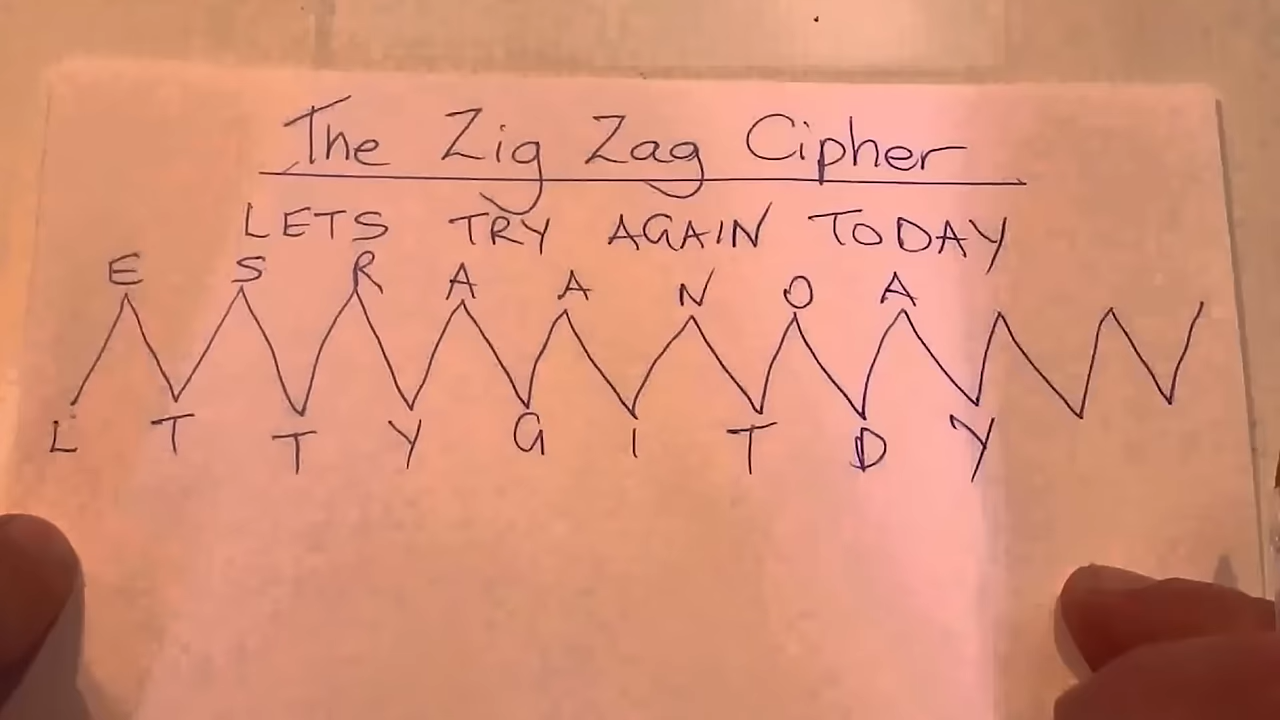 The Zig Zag Cipher
LETS TRY AGAIN TODAY
E S R A A N O A
L T T Y G I T D Y